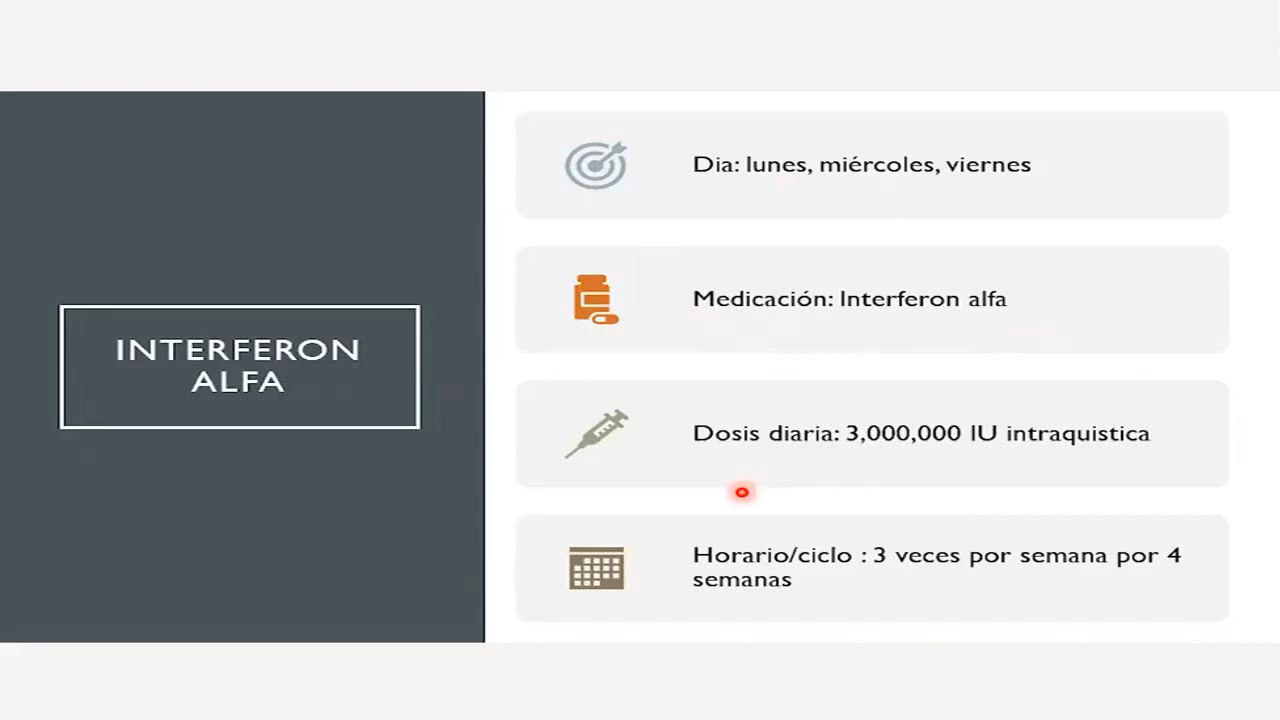 INTERFERON
ALFA
Dia: lunes, miércoles, viernes
Medicación: Interferon alfa
Dosis diaria: 3,000,000 IU intraquistica
Horario/ciclo : 3 veces por semana por 4
semanas